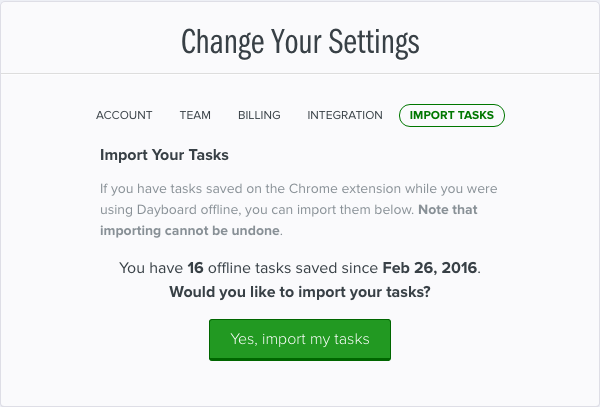 Change Your Settings
ACCOUNT TEAM BILLING INTEGRATION IMPORT TASKS
Import Your Tasks
If you have tasks saved on the Chrome extension while you were
using Dayboard offline, you can import them below. Note that
importing cannot be undone.
You have 16 offline tasks saved since Feb 26, 2016.
Would you like to import your tasks?
Yes, import my tasks